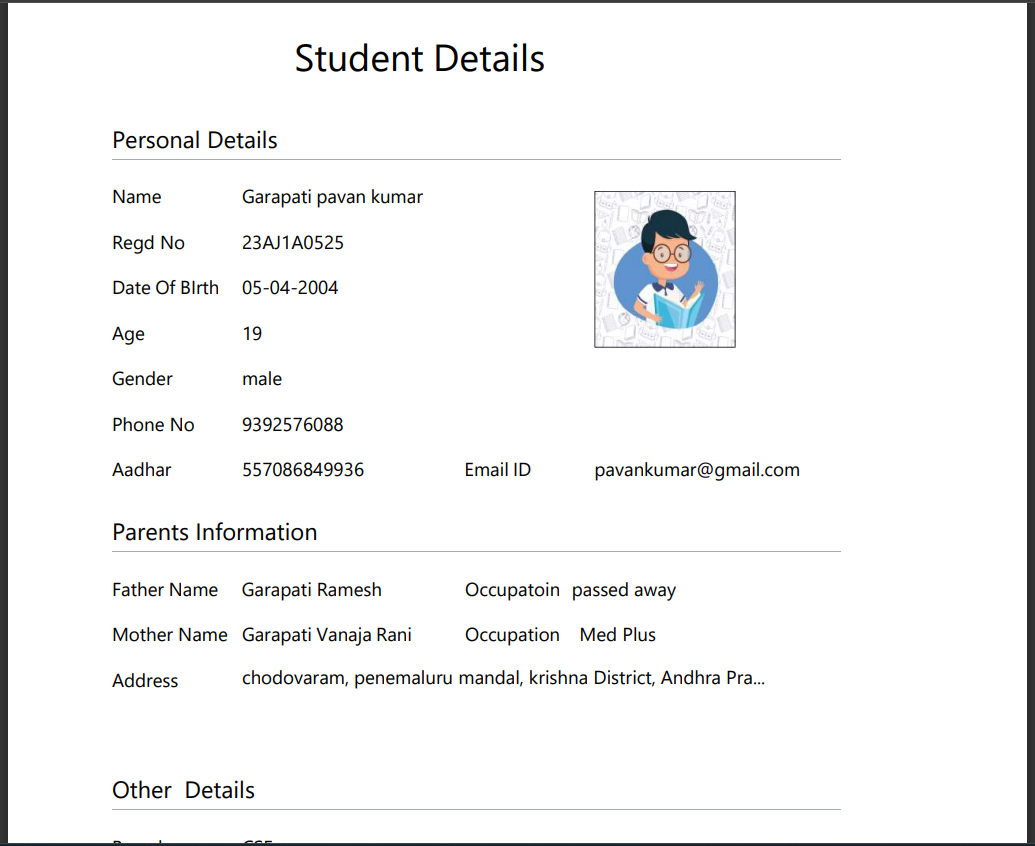 Student Details
Personal Details
Name Garapati pavan kumar
Regd No 23AJ1A0525
Date Of BIrth 05-04-2004
Age 19
Gender male
Phone No 9392576088
Aadhar 557086849936 Email ID pavankumar@gmail.com
Parents Information
Father Name Garapati Ramesh Occupatoin passed away
Mother Name Garapati Vanaja Rani Occupation Med Plus
Address chodovaram, penemaluru mandal, krishna District, Andhra Pra...
Other Details